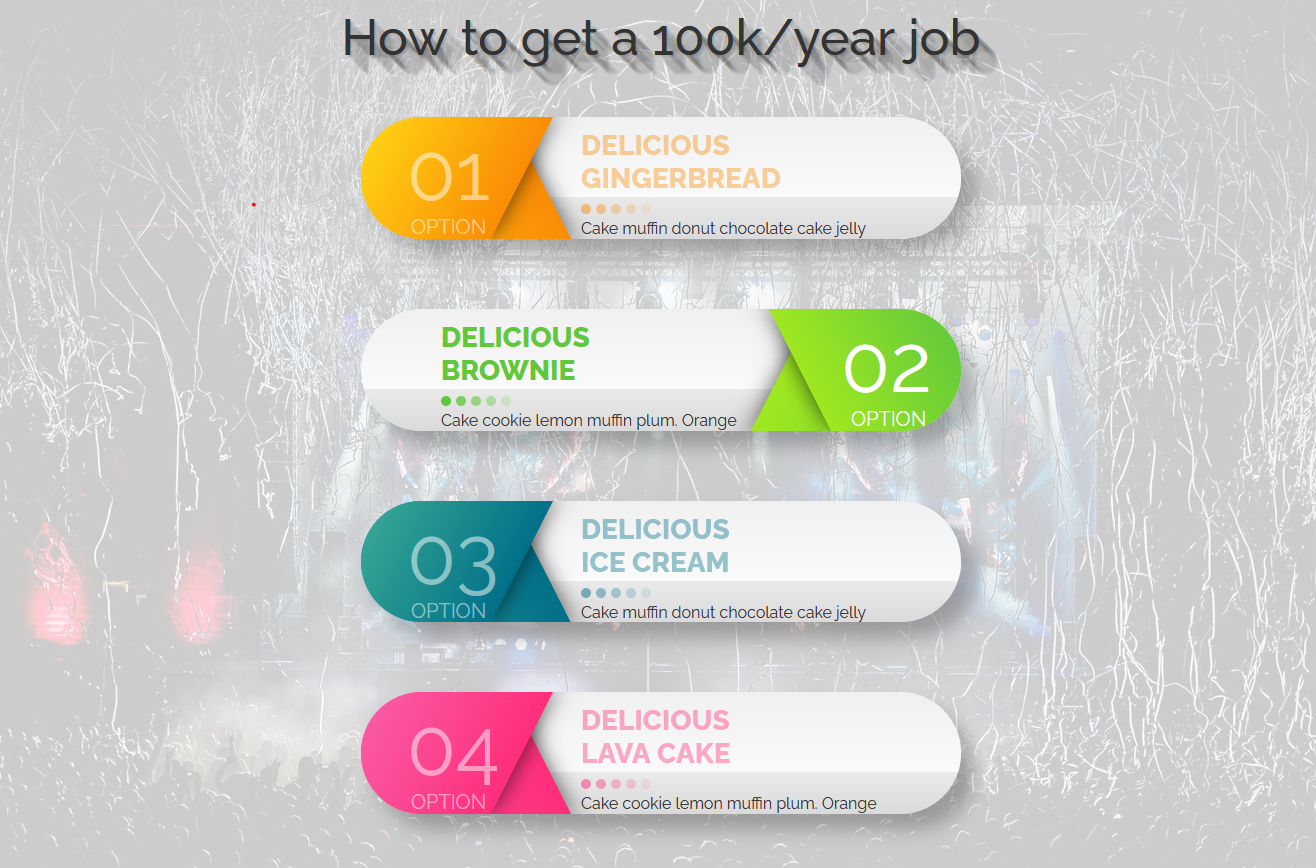 How to get a 100k/year job
01
OPTION
DELICIOUS
GINGERBREAD
Cake muffin donut chocolate cake jelly
DELICIOUS
BROWNIE
Cake cookie lemon muffin plum. Orange
02
OPTION
03
OPTION
DELICIOUS
ICE CREAM
Cake muffin donut chocolate cake jelly
04
OPTION
DELICIOUS
LAVA CAKE
Cake cookie lemon muffin plum. Orange